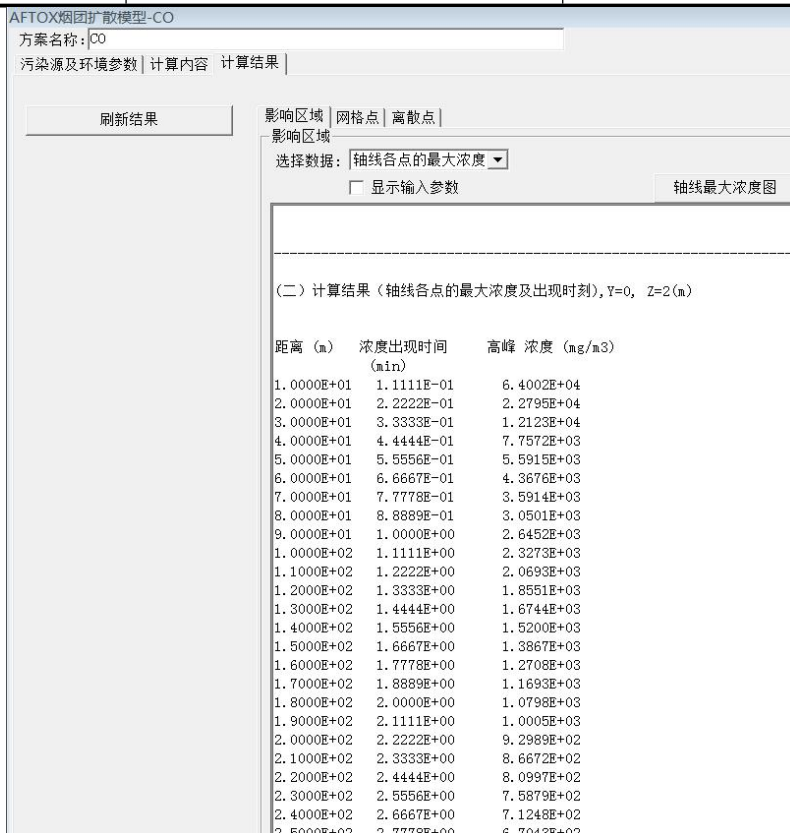 AFTOX烟团扩散模型-CO
方案名称:CO
污染源及环境参数 计算内容 计算结果
刷新结果
影响区域 网格点 离散点
影响区域
选择数据: 轴线各点的最大浓度
显示输入参数 轴线最大浓度图
(二)计算结果(轴线各点的最大浓度及出现时刻),Y=0, Z=2(m)
距离 (m) 浓度出现时间 高峰 浓度 (mg/m3)
(min)
1.0000E+01 1.1111E-01 6.4002E+04
2.0000E+01 2.2222E-01 2.2795E+04
3.0000E+01 3.3333E-01 1.2123E+04
4.0000E+01 4.4444E-01 7.7572E+03
5.0000E+01 5.5556E-01 5.5915E+03
6.0000E+01 6.6667E-01 4.3676E+03
7.0000E+01 7.7778E-01 3.5914E+03
8.0000E+01 8.8889E-01 3.0501E+03
9.0000E+01 1.0000E+00 2.6452E+03
1.0000E+02 1.1111E+00 2.3273E+03
1.1000E+02 1.2222E+00 2.0693E+03
1.2000E+02 1.3333E+00 1.8551E+03
1.3000E+02 1.4444E+00 1.6744E+03
1.4000E+02 1.5556E+00 1.5200E+03
1.5000E+02 1.6667E+00 1.3867E+03
1.6000E+02 1.7778E+00 1.2708E+03
1.7000E+02 1.8889E+00 1.1693E+03
1.8000E+02 2.0000E+00 1.0798E+03
1.9000E+02 2.1111E+00 1.0005E+03
2.0000E+02 2.2222E+00 9.2989E+02
2.1000E+02 2.3333E+00 8.6672E+02
2.2000E+02 2.4444E+00 8.0997E+02
2.3000E+02 2.5556E+00 7.5879E+02
2.4000E+02 2.6667E+00 7.1248E+02
2.5000E+02 2.7778E+00 6.7043E+02